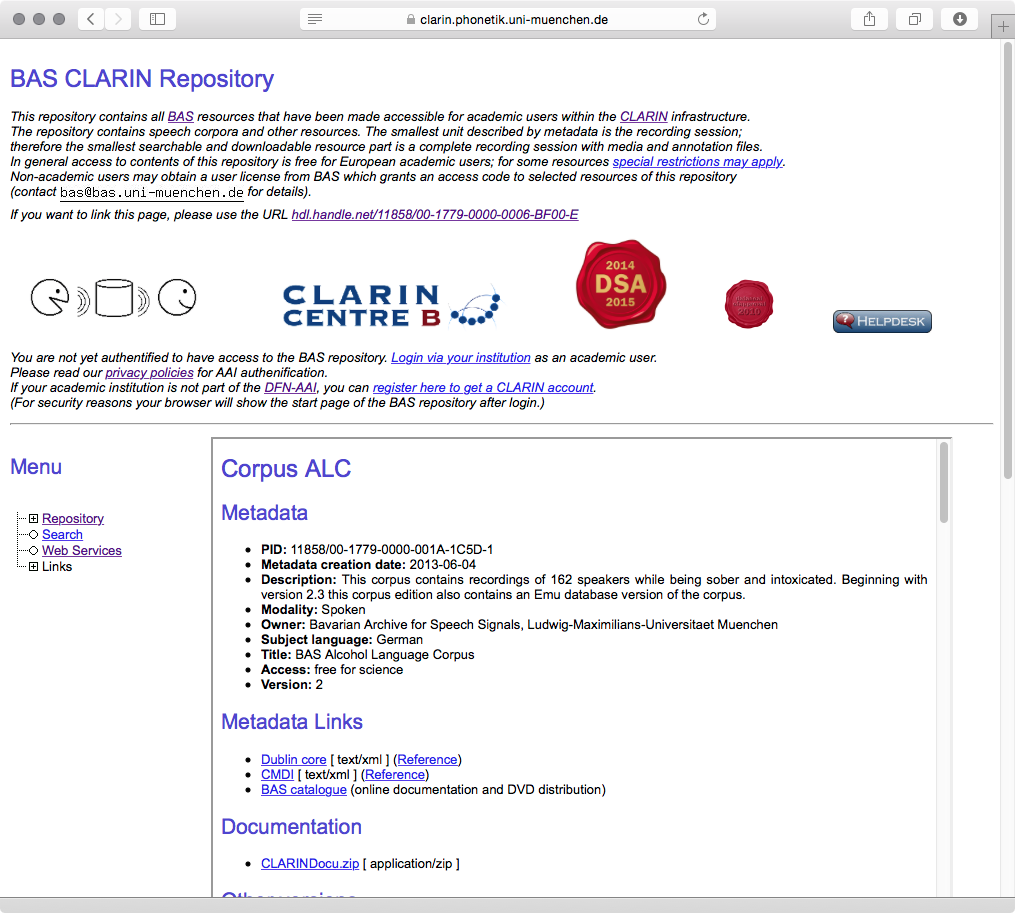 clarin.phonetik.uni-muenchen.de
BAS CLARIN Repository
This repository contains all BAS resources that have been made accessible for academic users within the CLARIN infrastructure.
The repository contains speech corpora and other resources. The smallest unit described by metadata is the recording session;
therefore the smallest searchable and downloadable resource part is a complete recording session with media and annotation files.
In general access to contents of this repository is free for European academic users; for some resources special restrictions may apply.
Non-academic users may obtain a user license from BAS which grants an access code to selected resources of this repository
(contact bas@bas.uni-muenchen.de for details).
If you want to link this page, please use the URL hdl.handle.net/11858/00-1779-0000-0006-BF00-E
CLARIN
CENTRE B
2014
DSA
2015
2010
HELPDESK
You are not yet authentified to have access to the BAS repository. Login via your institution as an academic user.
Please read our privacy policies for AAI authenification.
If your academic institution is not part of the DFN-AAI, you can register here to get a CLARIN account.
(For security reasons your browser will show the start page of the BAS repository after login.)
Menu
Repository
Search
Web Services
Links
Corpus ALC
Metadata
PID: 11858/00-1779-0000-001A-1C5D-1
Metadata creation date: 2013-06-04
Description: This corpus contains recordings of 162 speakers while being sober and intoxicated. Beginning with
version 2.3 this corpus edition also contains an Emu database version of the corpus.
Modality: Spoken
Owner: Bavarian Archive for Speech Signals, Ludwig-Maximilians-Universitaet Muenchen
Subject language: German
Title: BAS Alcohol Language Corpus
Access: free for science
Version: 2
Metadata Links
Dublin core [ text/xml ] (Reference)
CMDI [ text/xml ] (Reference)
BAS catalogue (online documentation and DVD distribution)
Documentation
CLARINDocu.zip [ application/zip ]
Other versions